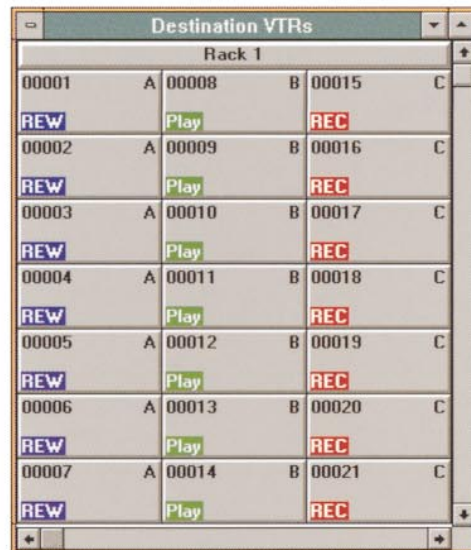 Destination VTRs
Rack 1
00001 A 00008 B 00015 C
REW Play REC
00002 A 00009 B 00016 C
REW Play REC
00003 A 00010 B 00017 C
REW Play REC
00004 A 00011 B 00018 C
REW Play REC
00005 A 00012 B 00019 C
REW Play REC
00006 A 00013 B 00020 C
REW Play REC
00007 A 00014 B 00021 C
REW Play REC